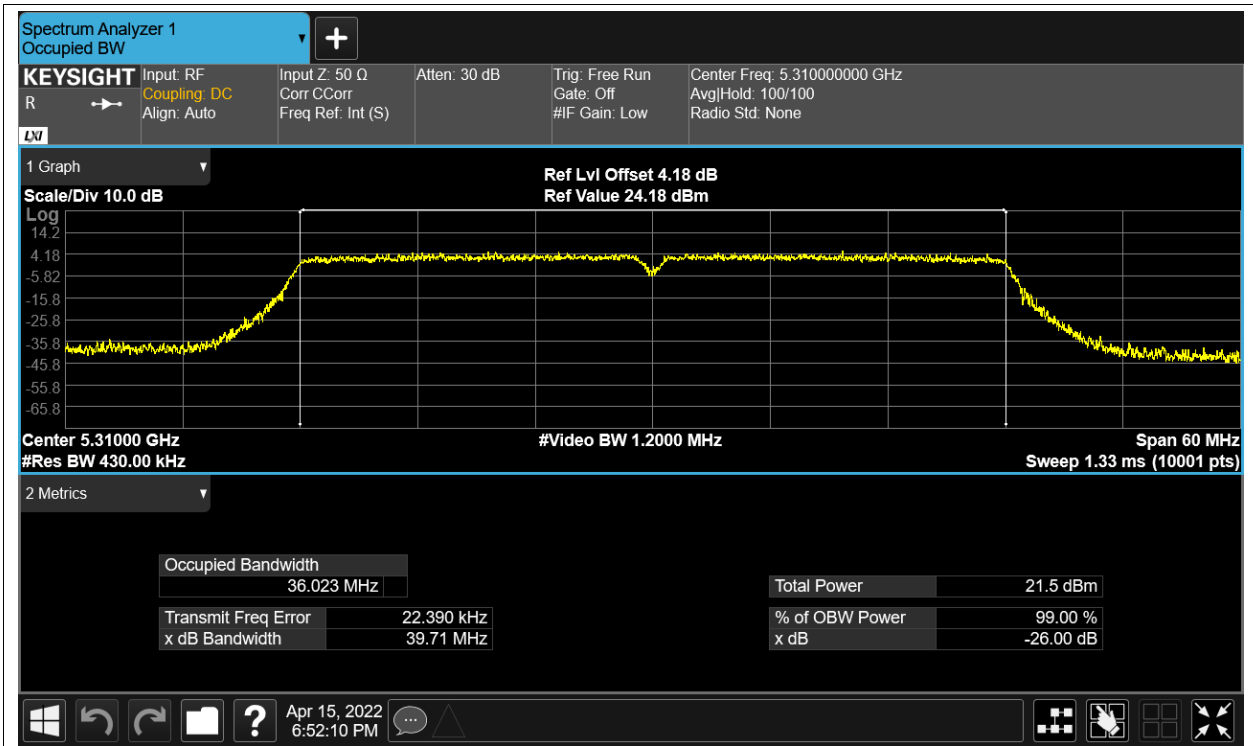 Spectrum Analyzer 1
Occupied BW
KEYSIGHT
R
LXI
Input: RF
Coupling: DC
Align: Auto
Input Z: 50 Ω
Corr CCorr
Freq Ref: Int (S)
Atten: 30 dB
Trig: Free Run
Gate: Off
#IF Gain: Low
Center Freq: 5.310000000 GHz
Avg|Hold: 100/100
Radio Std: None
1 Graph
Scale/Div 10.0 dB
Ref Lvl Offset 4.18 dB
Ref Value 24.18 dBm
Log
14.2
4.18
-5.82
-15.8
-25.8
-35.8
-45.8
-55.8
-65.8
Center 5.31000 GHz
#Video BW 1.2000 MHz
Span 60 MHz
#Res BW 430.00 kHz
Sweep 1.33 ms (10001 pts)
2 Metrics
Occupied Bandwidth
36.023 MHz
Transmit Freq Error 22.390 kHz
x dB Bandwidth 39.71 MHz
Total Power 21.5 dBm
% of OBW Power 99.00 %
x dB -26.00 dB
?
Apr 15, 2022
6:52:10 PM